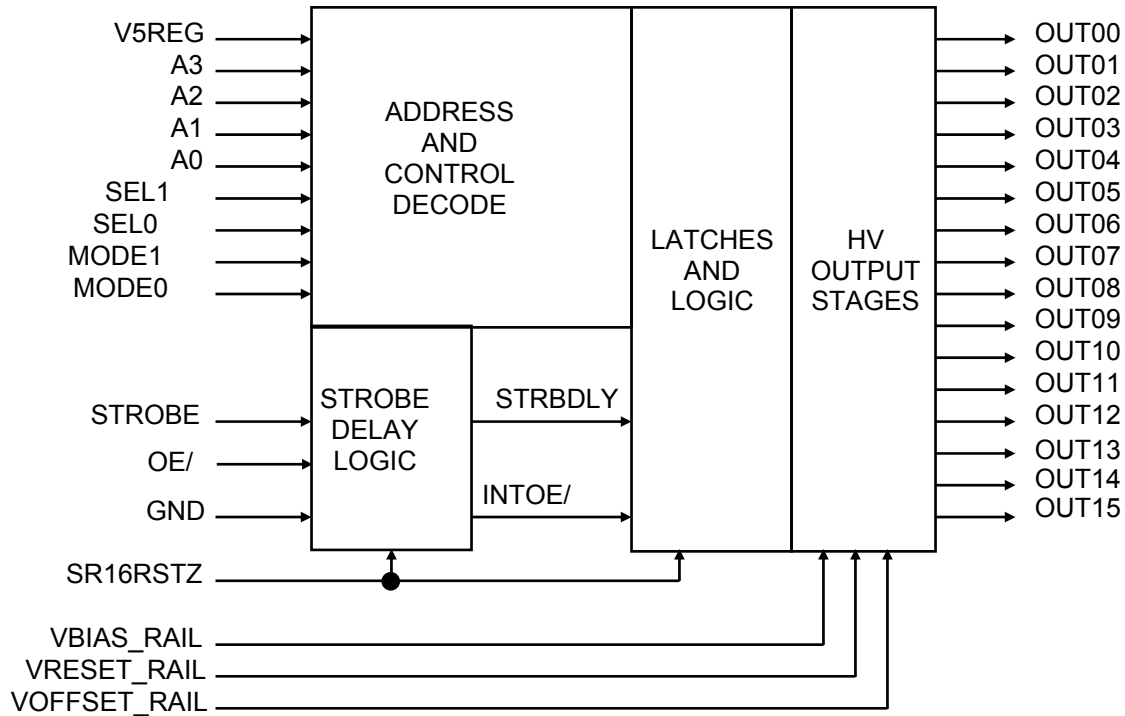 V5REG
A3
A2
A1
A0
SEL1
SEL0
MODE1
MODE0
STROBE
OE/
GND
SR16RSTZ
VBIAS_RAIL
VRESET_RAIL
VOFFSET_RAIL
ADDRESS
AND
CONTROL
DECODE
STROBE
DELAY
LOGIC
STRBDLY
INTOE/
LATCHES
AND
LOGIC
HV
OUTPUT
STAGES
OUT00
OUT01
OUT02
OUT03
OUT04
OUT05
OUT06
OUT07
OUT08
OUT09
OUT10
OUT11
OUT12
OUT13
OUT14
OUT15